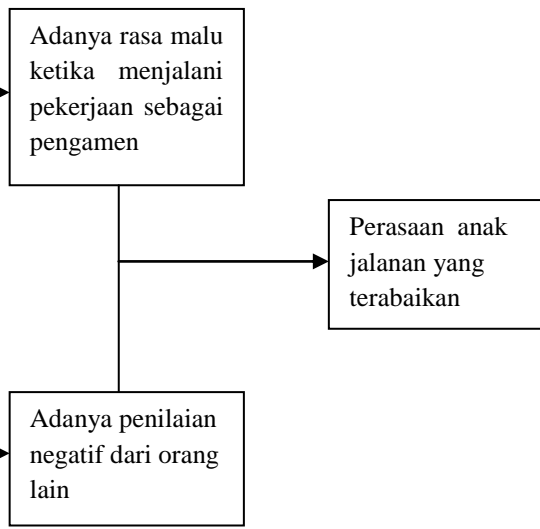 Adanya rasa malu
ketika menjalani
pekerjaan sebagai
pengamen
Perasaan anak
jalanan yang
terabaikan
Adanya penilaian
negatif dari orang
lain